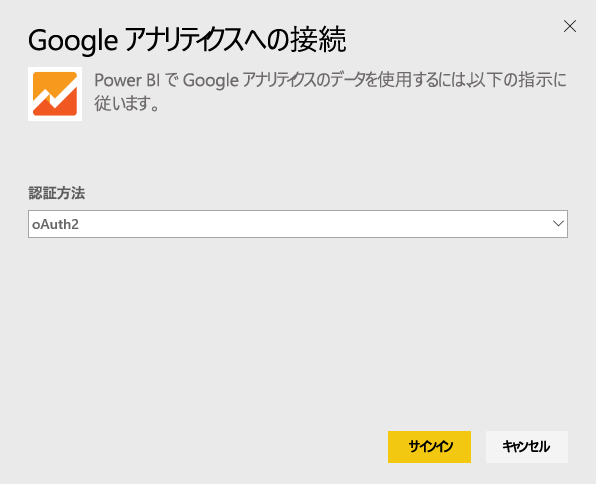 Google アナリティクスへの接続
Power BI で Google アナリティクスのデータを使用するには、以下の指示に
従います。
認証方法
oAuth2
サインイン
キャンセル